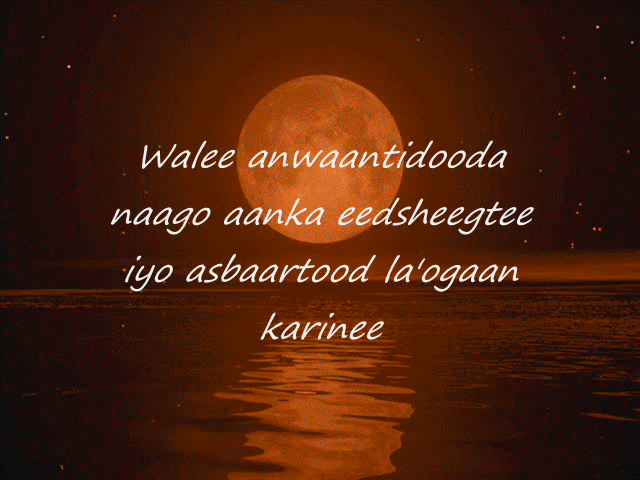 Walee anwaantidooda
naago aanka eedsheegtee
iyo asbaartood la'ogaan
karinee